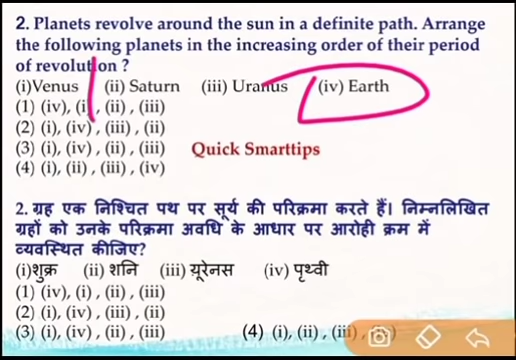 2. Planets revolve around the sun in a definite path. Arrange
the following planets in the increasing order of their period
of revolution ?
(i)Venus (ii) Saturn (iii) Uranus (iv) Earth
(1) (iv), (i), (ii) , (iii)
(2) (i), (iv) , (iii) , (ii)
(3) (i), (iv) , (ii) , (iii) Quick Smarttips
(4) (i), (ii) , (iii) , (iv)
2. ग्रह एक निश्चित पथ पर सूर्य की परिक्रमा करते हैं। निम्नलिखित
ग्रहों को उनके परिक्रमा अवधि के आधार पर आरोही क्रम में
व्यवस्थित कीजिए?
(i)शुक्र (ii) शनि (iii) यूरेनस (iv) पृथ्वी
(1) (iv), (i) , (ii) , (iii)
(2) (i), (iv) , (iii) , (ii)
(3) (i), (iv) , (ii) , (iii) (4) (i), (ii) , (iii) , (iv)